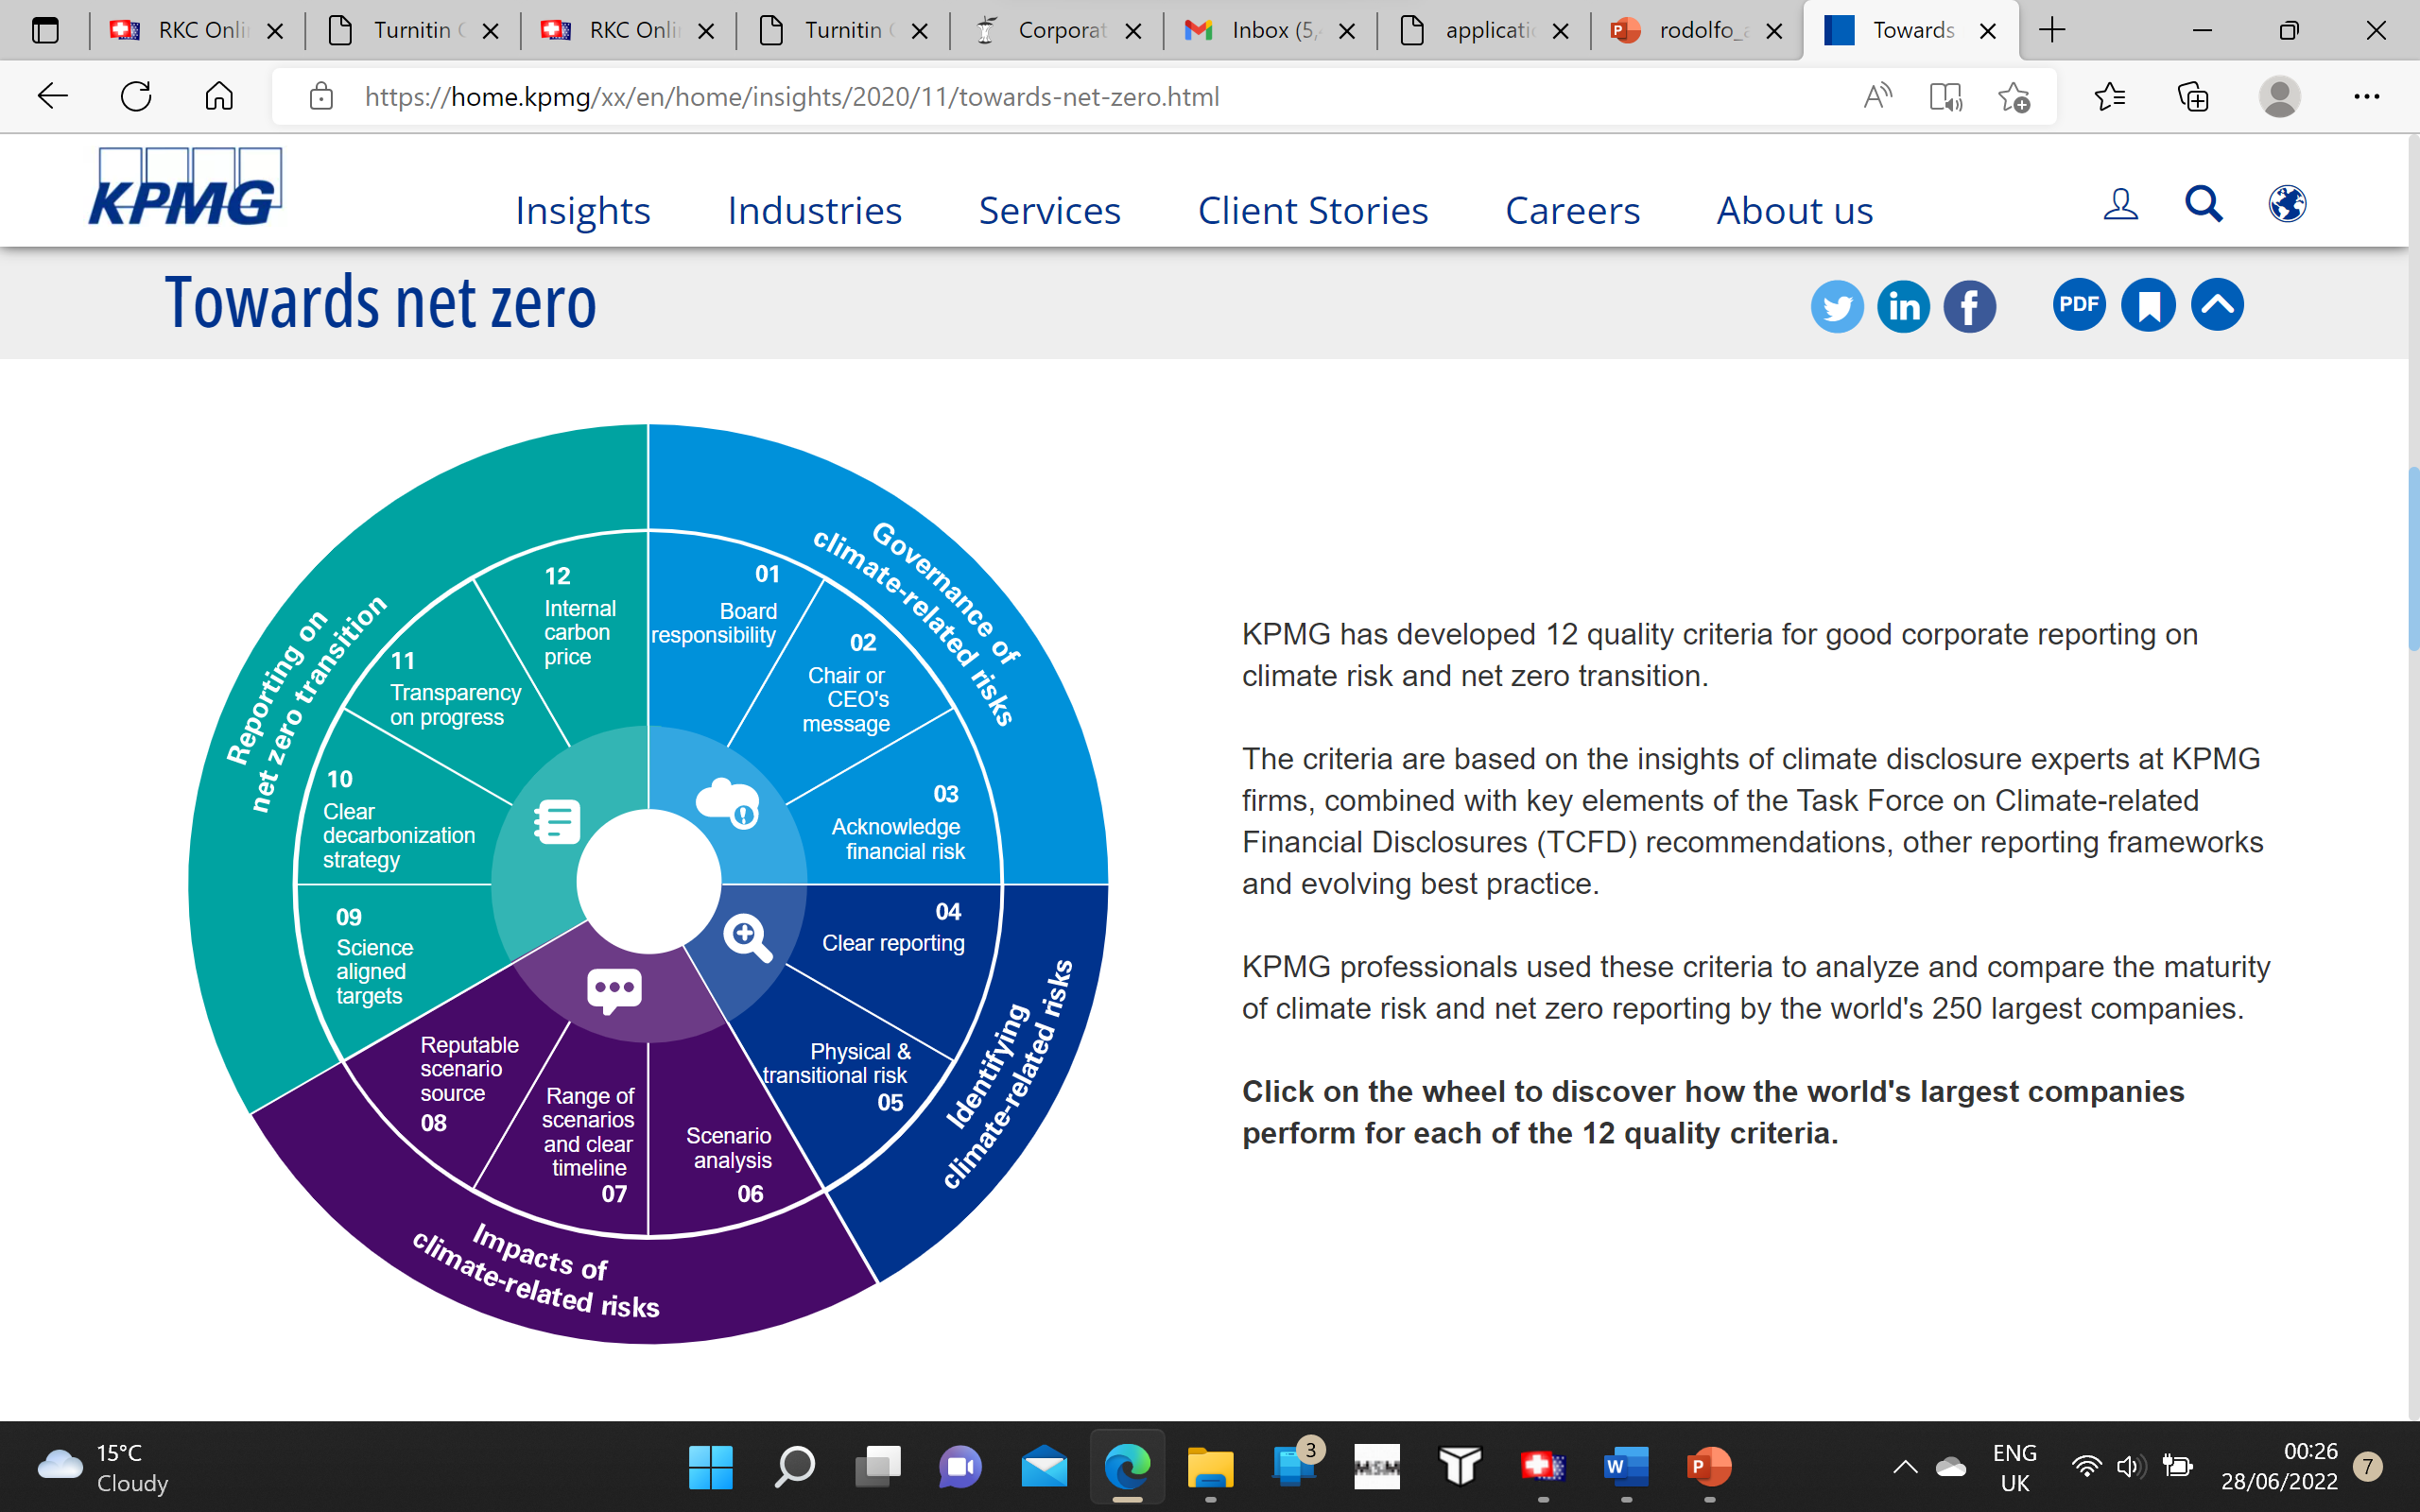 RKC Onli
Turnitin
RKC Onli
Turnitin
Corporat
Inbox (5,
applicati
rodolfo_a
Towards
https://home.kpmg/xx/en/home/insights/2020/11/towards-net-zero.html
KPMG
Insights
Industries
Services
Client Stories
Careers
About us
Towards net zero
in
f
PDF
Governance of
climate-related risks
01
Board
responsibility
02
Chair or
CEO's
message
03
Acknowledge
financial risk
Identifying
climate-related risks
04
Clear reporting
Physical &
transitional risk
05
Impacts of
climate-related risks
Scenario
analysis
06
Range of
scenarios
and clear
timeline
07
Reputable
scenario
source
08
Reporting on
net zero transition
09
Science
aligned
targets
10
Clear
decarbonization
strategy
11
Transparency
on progress
12
Internal
carbon
price
KPMG has developed 12 quality criteria for good corporate reporting on
climate risk and net zero transition.
The criteria are based on the insights of climate disclosure experts at KPMG
firms, combined with key elements of the Task Force on Climate-related
Financial Disclosures (TCFD) recommendations, other reporting frameworks
and evolving best practice.
KPMG professionals used these criteria to analyze and compare the maturity
of climate risk and net zero reporting by the world's 250 largest companies.
Click on the wheel to discover how the world's largest companies
perform for each of the 12 quality criteria.
15°C
Cloudy
3
MSM
W
P
ENG
UK
00:26
28/06/2022
7